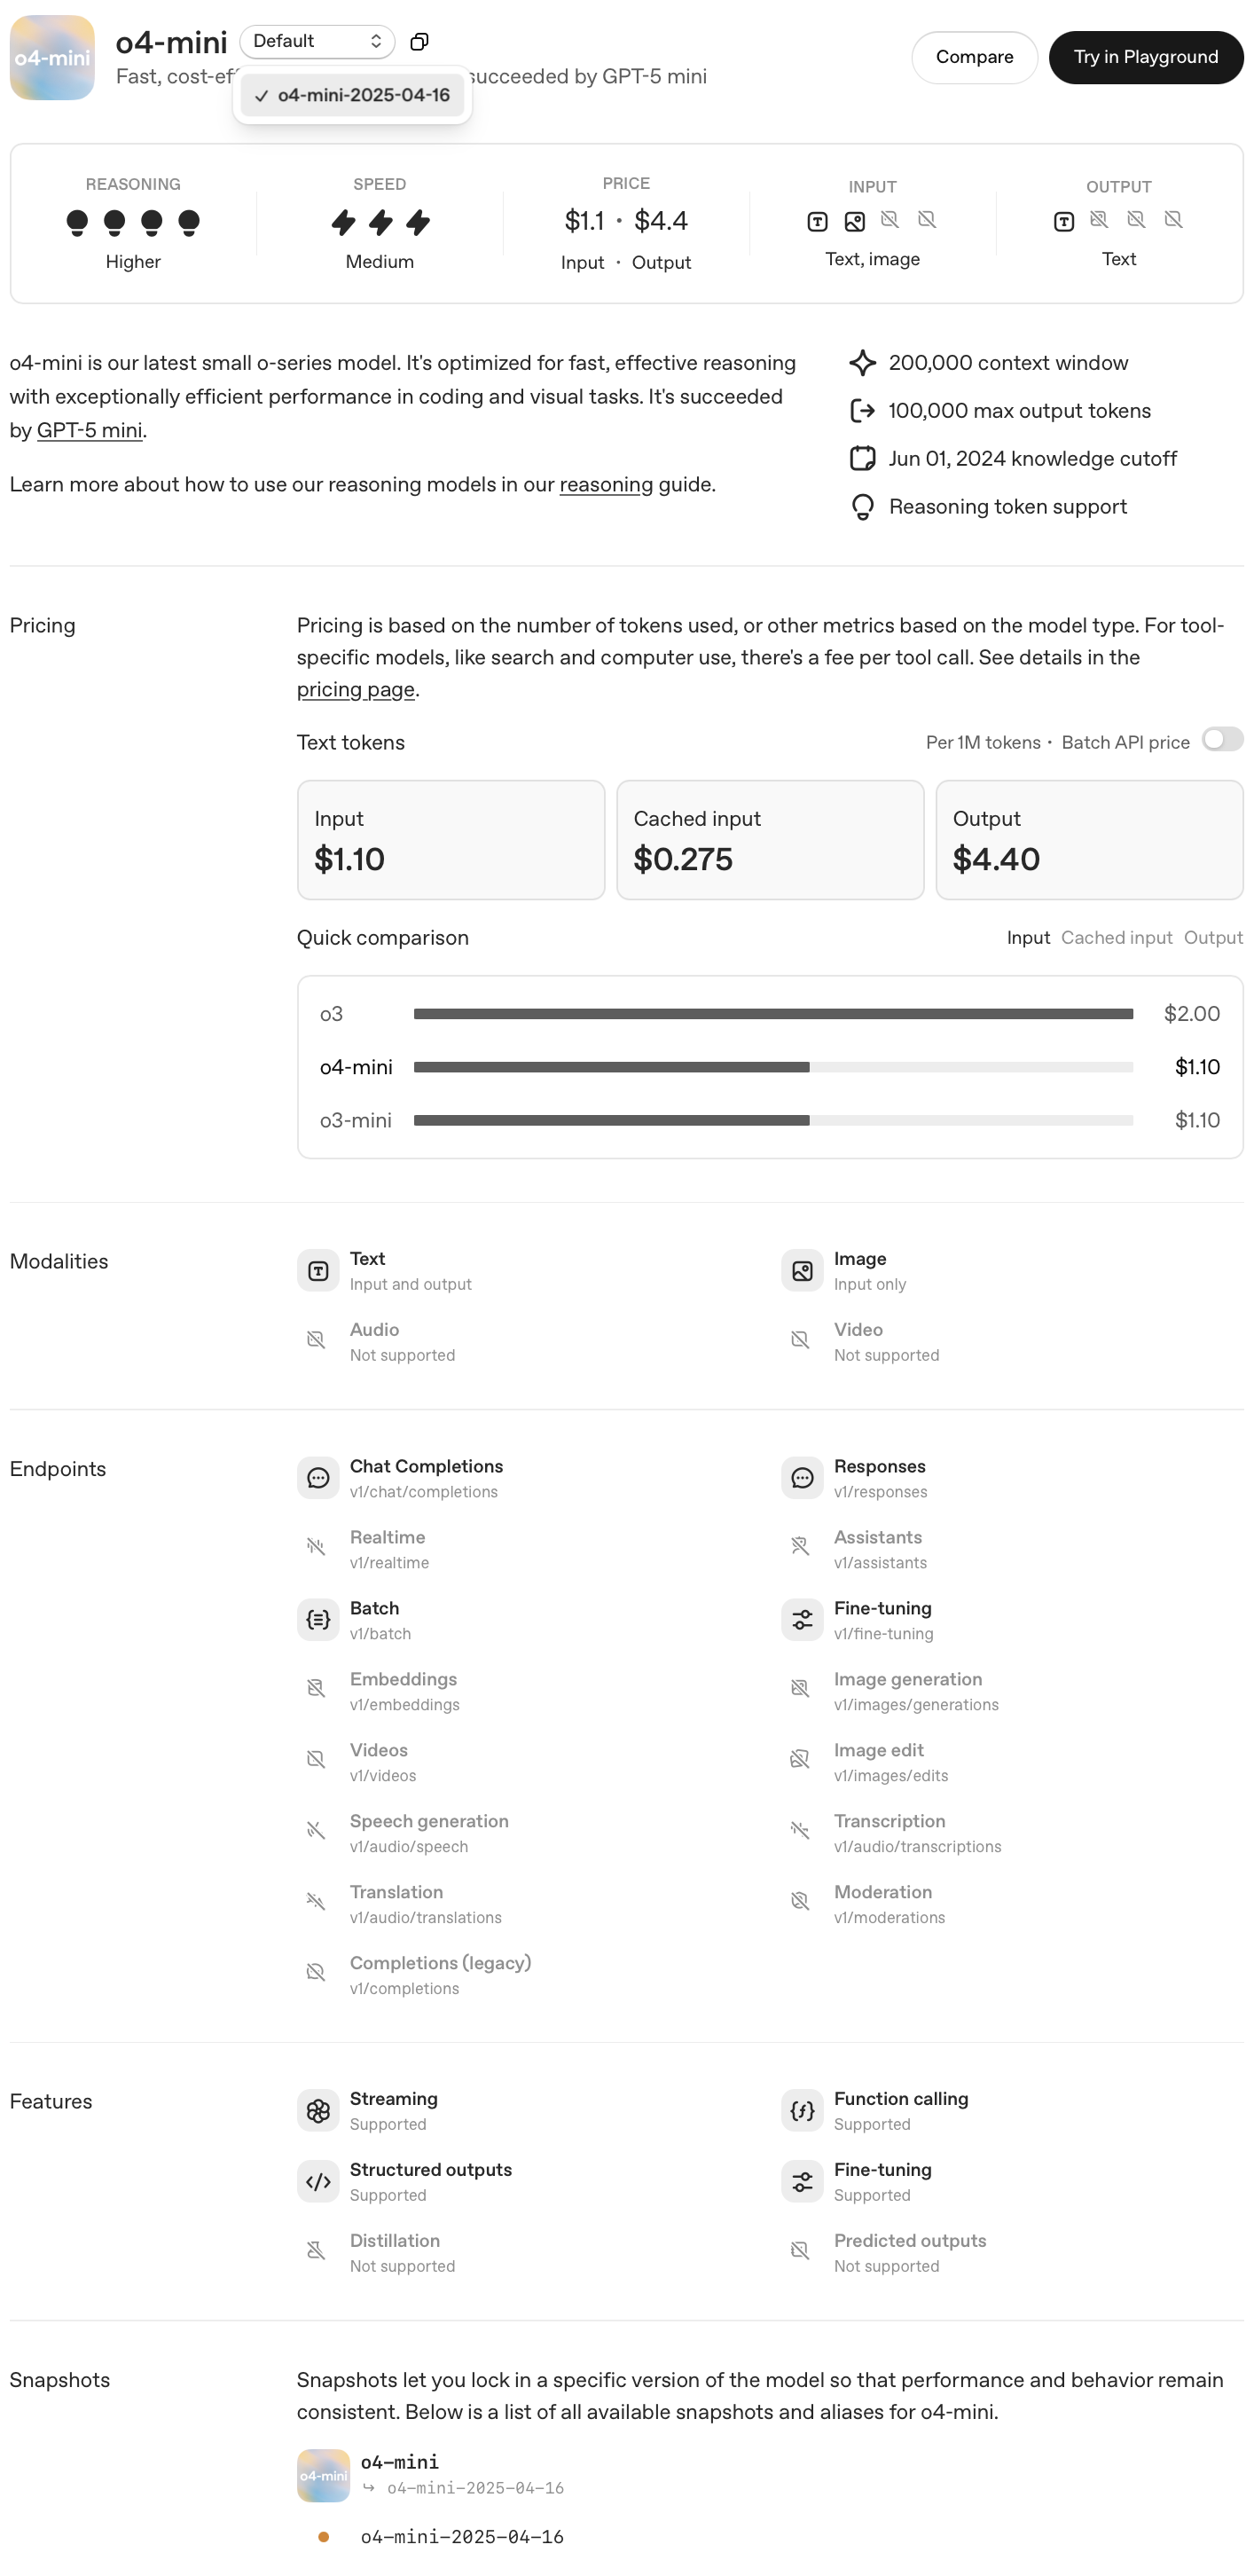 o4-mini
o4-mini Default
Compare
Try in Playground
Fast, cost-ef succeeded by GPT-5 mini
o4-mini-2025-04-16
REASONING
Higher
SPEED
Medium
PRICE
$1.1 • $4.4
Input • Output
INPUT
Text, image
OUTPUT
Text
o4-mini is our latest small o-series model. It's optimized for fast, effective reasoning
with exceptionally efficient performance in coding and visual tasks. It's succeeded
by GPT-5 mini.
Learn more about how to use our reasoning models in our reasoning guide.
200,000 context window
100,000 max output tokens
Jun 01, 2024 knowledge cutoff
Reasoning token support
Pricing
Pricing is based on the number of tokens used, or other metrics based on the model type. For tool-
specific models, like search and computer use, there's a fee per tool call. See details in the
pricing page.
Text tokens
Per 1M tokens • Batch API price
Input
$1.10
Cached input
$0.275
Output
$4.40
Quick comparison
Input Cached input Output
o3 $2.00
o4-mini $1.10
o3-mini $1.10
Modalities
Text
Input and output
Image
Input only
Audio
Not supported
Video
Not supported
Endpoints
Chat Completions
v1/chat/completions
Responses
v1/responses
Realtime
v1/realtime
Assistants
v1/assistants
Batch
v1/batch
Fine-tuning
v1/fine-tuning
Embeddings
v1/embeddings
Image generation
v1/images/generations
Videos
v1/videos
Image edit
v1/images/edits
Speech generation
v1/audio/speech
Transcription
v1/audio/transcriptions
Translation
v1/audio/translations
Moderation
v1/moderations
Completions (legacy)
v1/completions
Features
Streaming
Supported
Function calling
Supported
Structured outputs
Supported
Fine-tuning
Supported
Distillation
Not supported
Predicted outputs
Not supported
Snapshots
Snapshots let you lock in a specific version of the model so that performance and behavior remain
consistent. Below is a list of all available snapshots and aliases for o4-mini.
o4-mini
o4-mini
↳ o4-mini-2025-04-16
o4-mini-2025-04-16